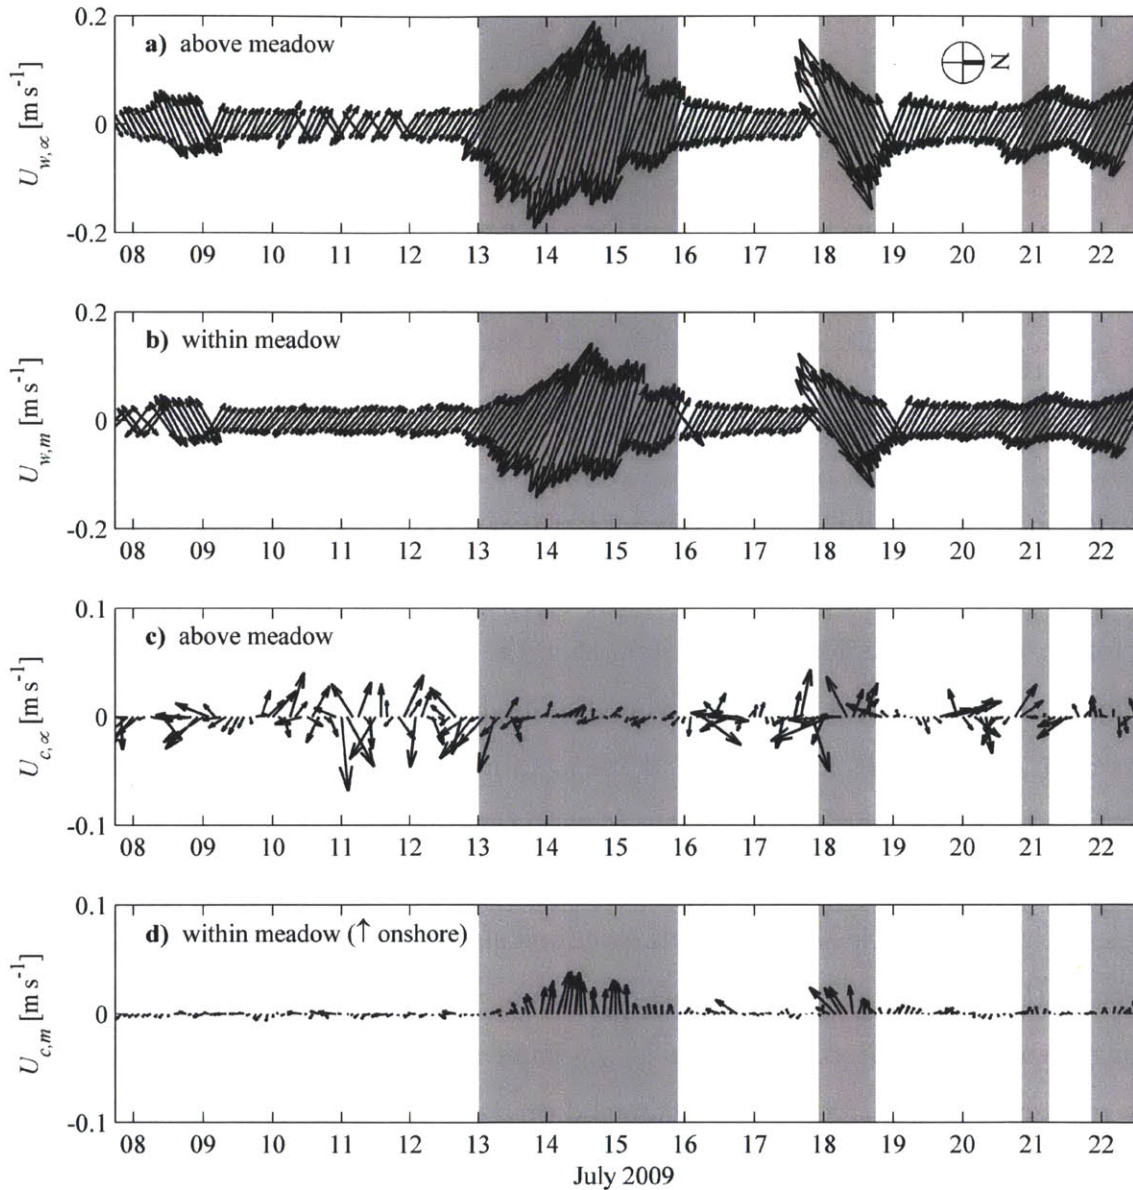 a) above meadow
N
U_{w,∝} [m s^{-1}]
0.2
0
-0.2
08 09 10 11 12 13 14 15 16 17 18 19 20 21 22
b) within meadow
U_{w,m} [m s^{-1}]
0.2
0
-0.2
08 09 10 11 12 13 14 15 16 17 18 19 20 21 22
c) above meadow
U_{c,∝} [m s^{-1}]
0.1
0
-0.1
08 09 10 11 12 13 14 15 16 17 18 19 20 21 22
d) within meadow (↑ onshore)
U_{c,m} [m s^{-1}]
0.1
0
-0.1
08 09 10 11 12 13 14 15 16 17 18 19 20 21 22
July 2009